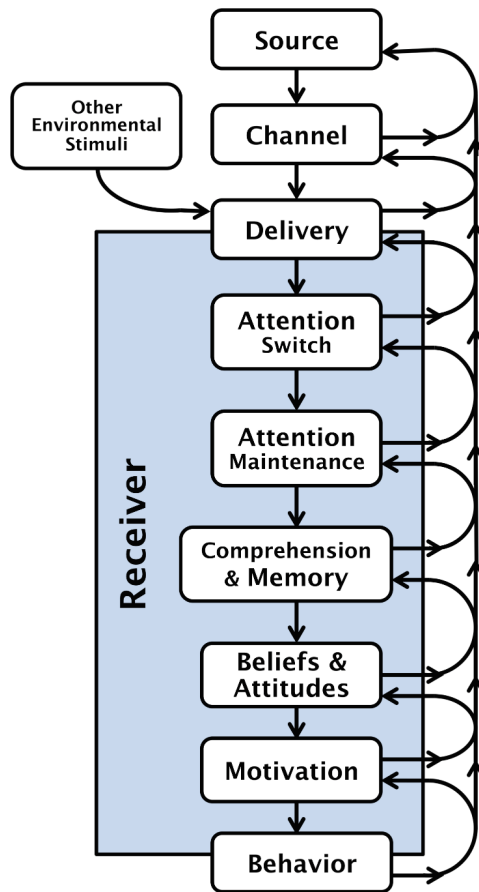 Source
Other
Environmental
Stimuli
Channel
Delivery
Attention
Switch
Attention
Maintenance
Receiver
Comprehension
& Memory
Beliefs &
Attitudes
Motivation
Behavior